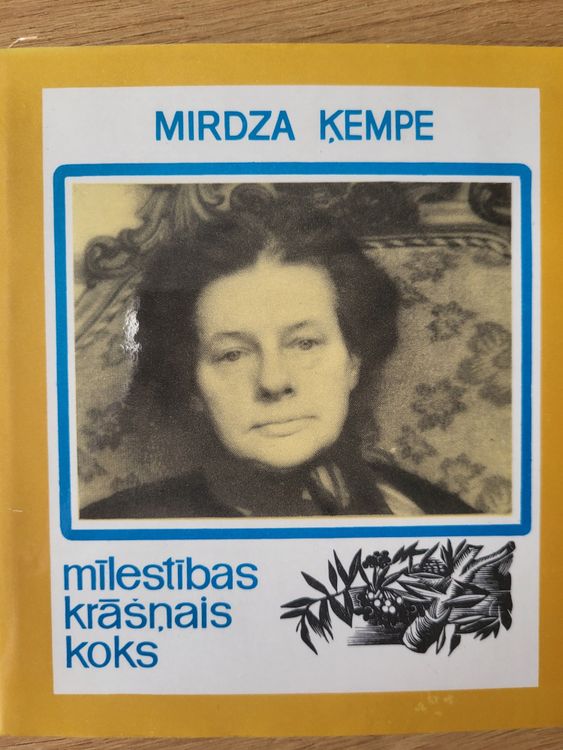 MIRDZA ĶEMPE
mīlestības
krāšņais
koks